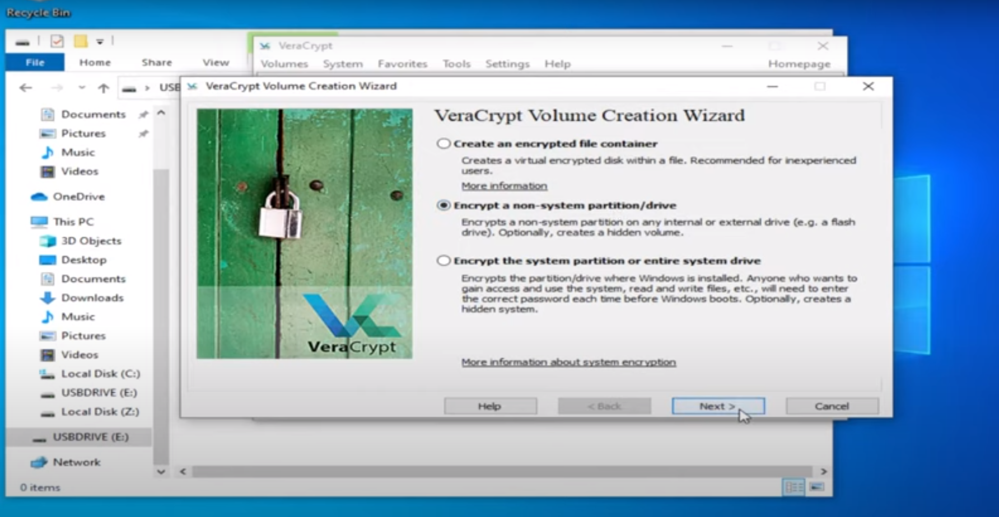 Recycle Bin
File Home Share View
USB
Documents
Pictures
Music
Videos
OneDrive
This PC
3D Objects
Desktop
Documents
Downloads
Music
Pictures
Videos
Local Disk (C:)
USBDRIVE (E:)
Local Disk (Z:)
USBDRIVE (E:)
Network
0 items
VeraCrypt
Volumes System Favorites Tools Settings Help Homepage
VeraCrypt Volume Creation Wizard
VeraCrypt Volume Creation Wizard
Create an encrypted file container
Creates a virtual encrypted disk within a file. Recommended for inexperienced
users.
More information
Encrypt a non-system partition/drive
Encrypts a non-system partition on any internal or external drive (e.g. a flash
drive). Optionally, creates a hidden volume.
Encrypt the system partition or entire system drive
Encrypts the partition/drive where Windows is installed. Anyone who wants to
gain access and use the system, read and write files, etc., will need to enter
the correct password each time before Windows boots. Optionally, creates a
hidden system.
More information about system encryption
VeraCrypt
Help < Back Next > Cancel